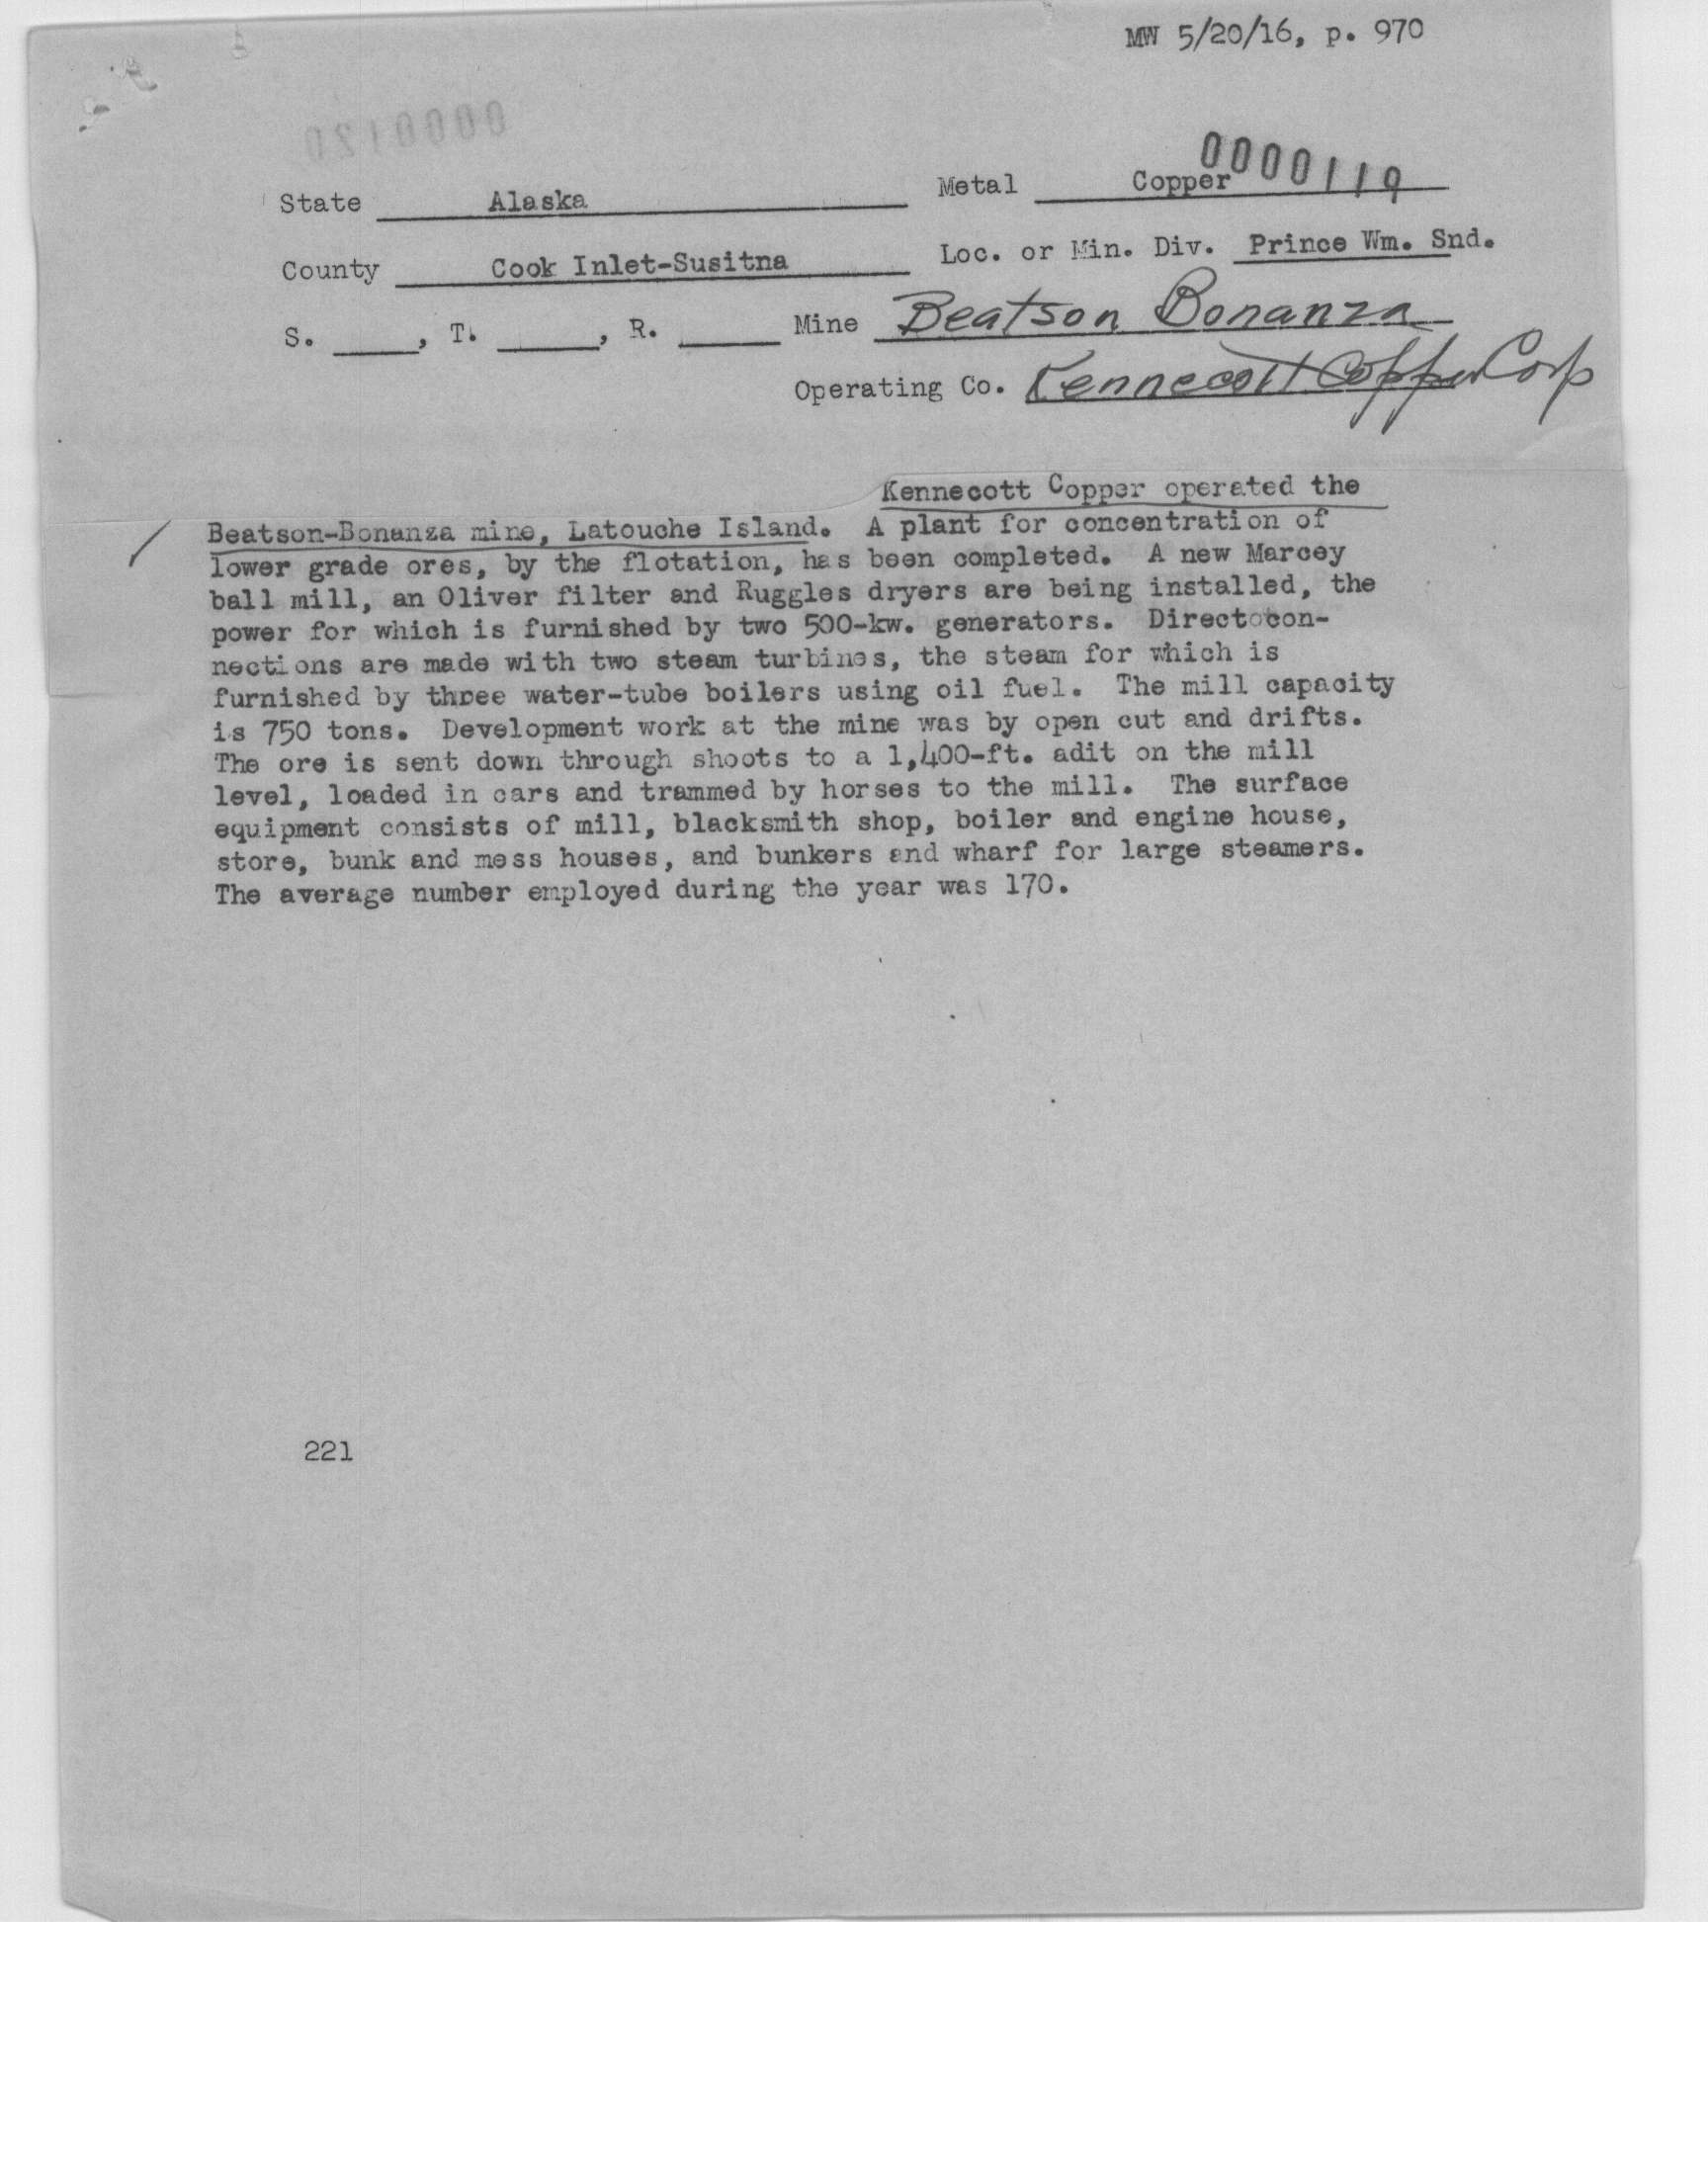 MW 5/20/16, p. 970
0000120
0000119
State Alaska Metal Copper
County Cook Inlet-Susitna Loc. or Min. Div. Prince Wm. Snd.
S. , T. , R. Mine Beatson Bonanza
Operating Co. Kennecott Copper Corp
Kennecott Copper operated the
Beatson-Bonanza mine, Latouche Island. A plant for concentration of
lower grade ores, by the flotation, has been completed. A new Marcey
ball mill, an Oliver filter and Ruggles dryers are being installed, the
power for which is furnished by two 500-kw. generators. Directocon-
nections are made with two steam turbines, the steam for which is
furnished by three water-tube boilers using oil fuel. The mill capacity
is 750 tons. Development work at the mine was by open cut and drifts.
The ore is sent down through shoots to a 1,400-ft. adit on the mill
level, loaded in cars and trammed by horses to the mill. The surface
equipment consists of mill, blacksmith shop, boiler and engine house,
store, bunk and mess houses, and bunkers and wharf for large steamers.
The average number employed during the year was 170.
221